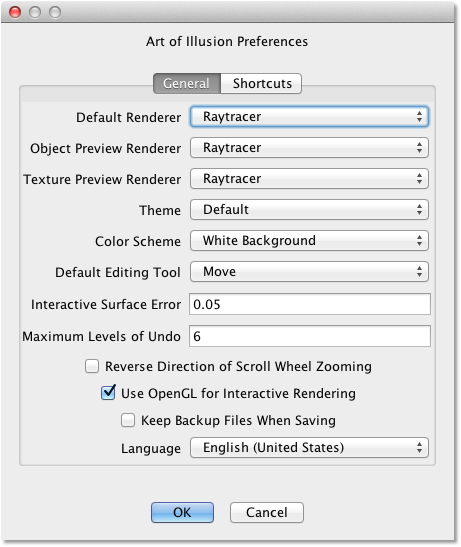 Art of Illusion Preferences
General Shortcuts
Default Renderer Raytracer
Object Preview Renderer Raytracer
Texture Preview Renderer Raytracer
Theme Default
Color Scheme White Background
Default Editing Tool Move
Interactive Surface Error 0.05
Maximum Levels of Undo 6
Reverse Direction of Scroll Wheel Zooming
Use OpenGL for Interactive Rendering
Keep Backup Files When Saving
Language English (United States)
OK Cancel